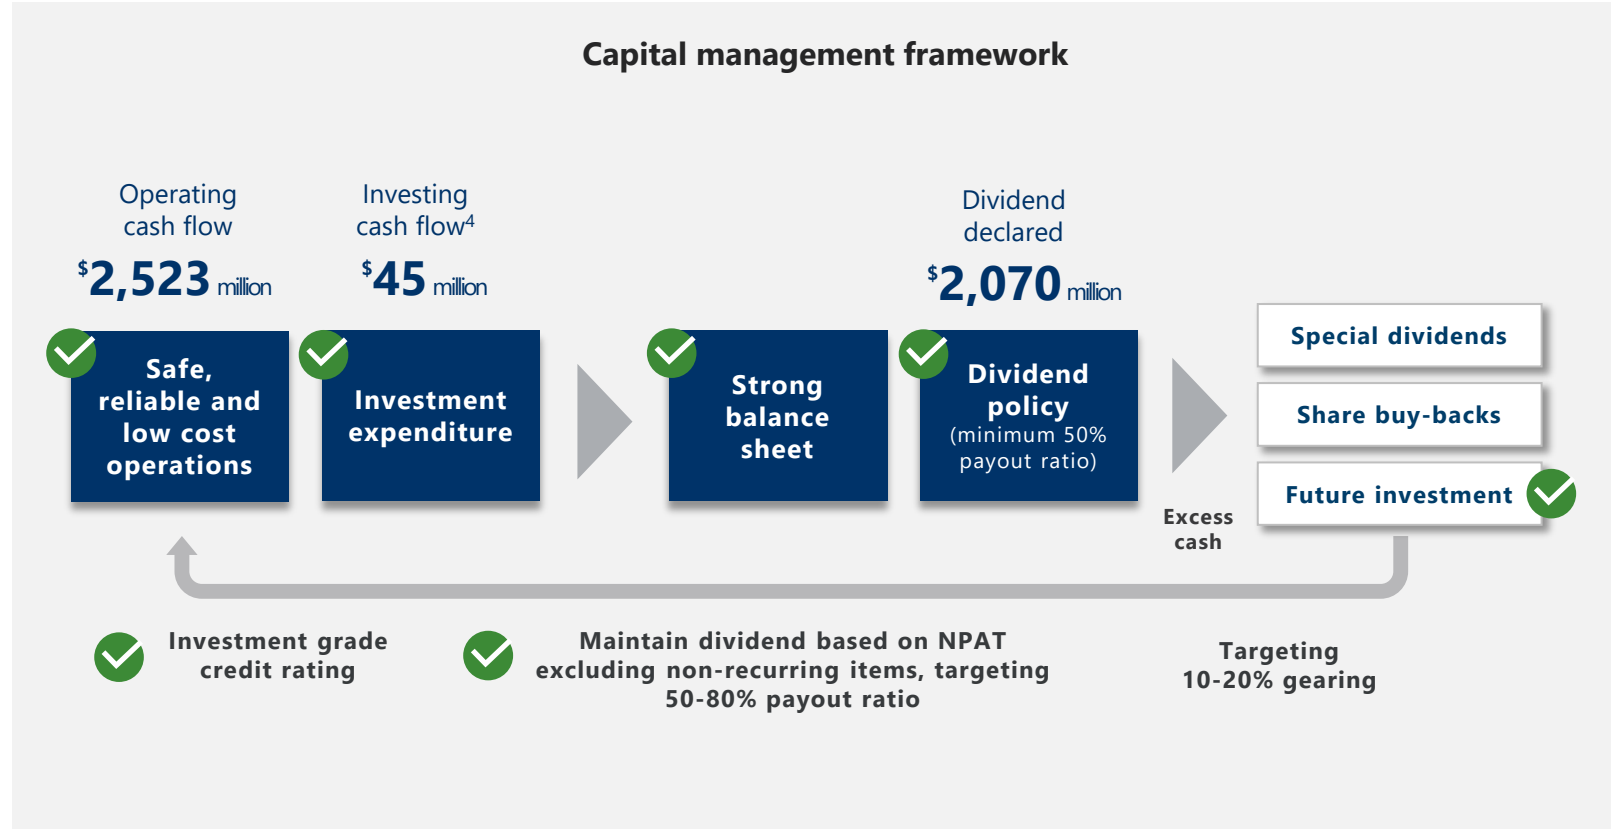 Capital management framework
Operating
cash flow
$2,523 million
Investing
cash flow4
$45 million
Dividend
declared
$2,070 million
Safe,
reliable and
low cost
operations
Investment
expenditure
Strong
balance
sheet
Dividend
policy
(minimum 50%
payout ratio)
Excess
cash
Special dividends
Share buy-backs
Future investment
Investment grade
credit rating
Maintain dividend based on NPAT
excluding non-recurring items, targeting
50-80% payout ratio
Targeting
10-20% gearing